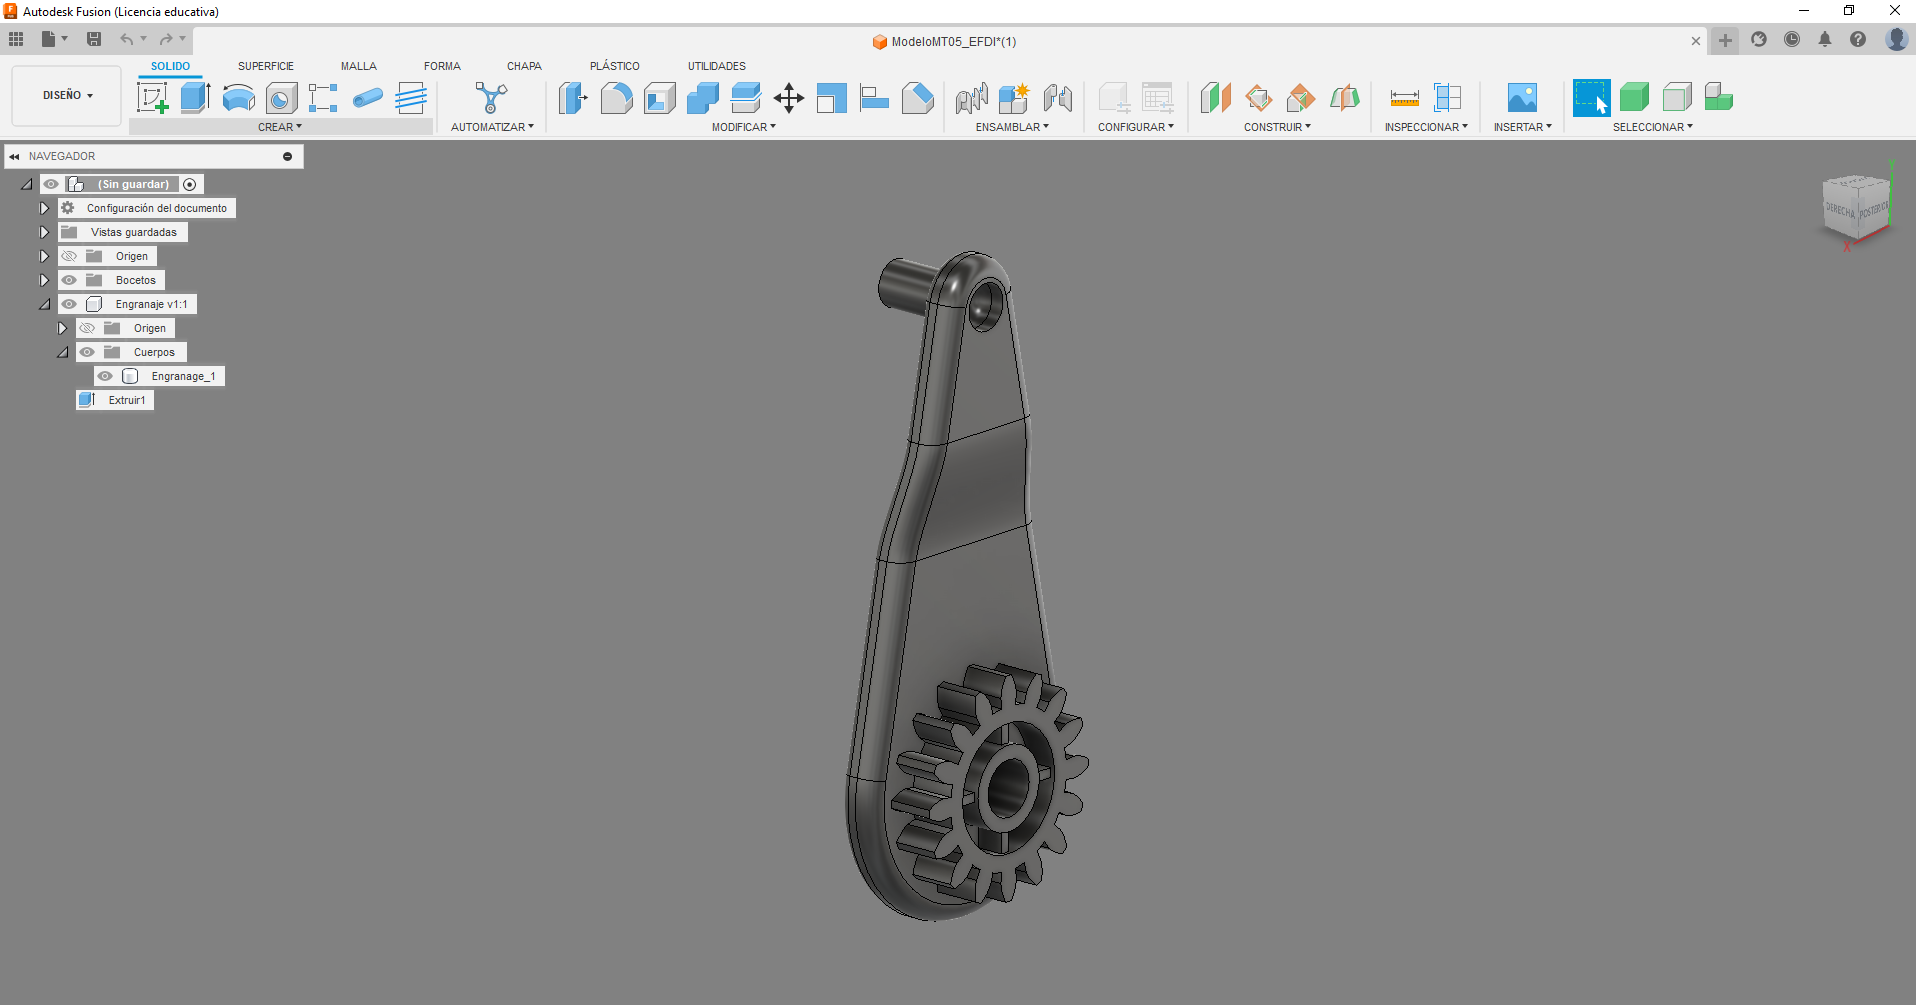 Autodesk Fusion (Licencia educativa)
ModeloMT05_EFDI*(1)
DISEÑO
SOLIDO SUPERFICIE MALLA FORMA CHAPA PLÁSTICO UTILIDADES
CREAR AUTOMATIZAR MODIFICAR ENSAMBLAR CONFIGURAR CONSTRUIR INSPECCIONAR INSERTAR SELECCIONAR
NAVEGADOR
(Sin guardar)
Configuración del documento
Vistas guardadas
Origen
Bocetos
Engranaje v1:1
Origen
Cuerpos
Engranage_1
Extruir1
Y
DERECHA POSTERIOR
X